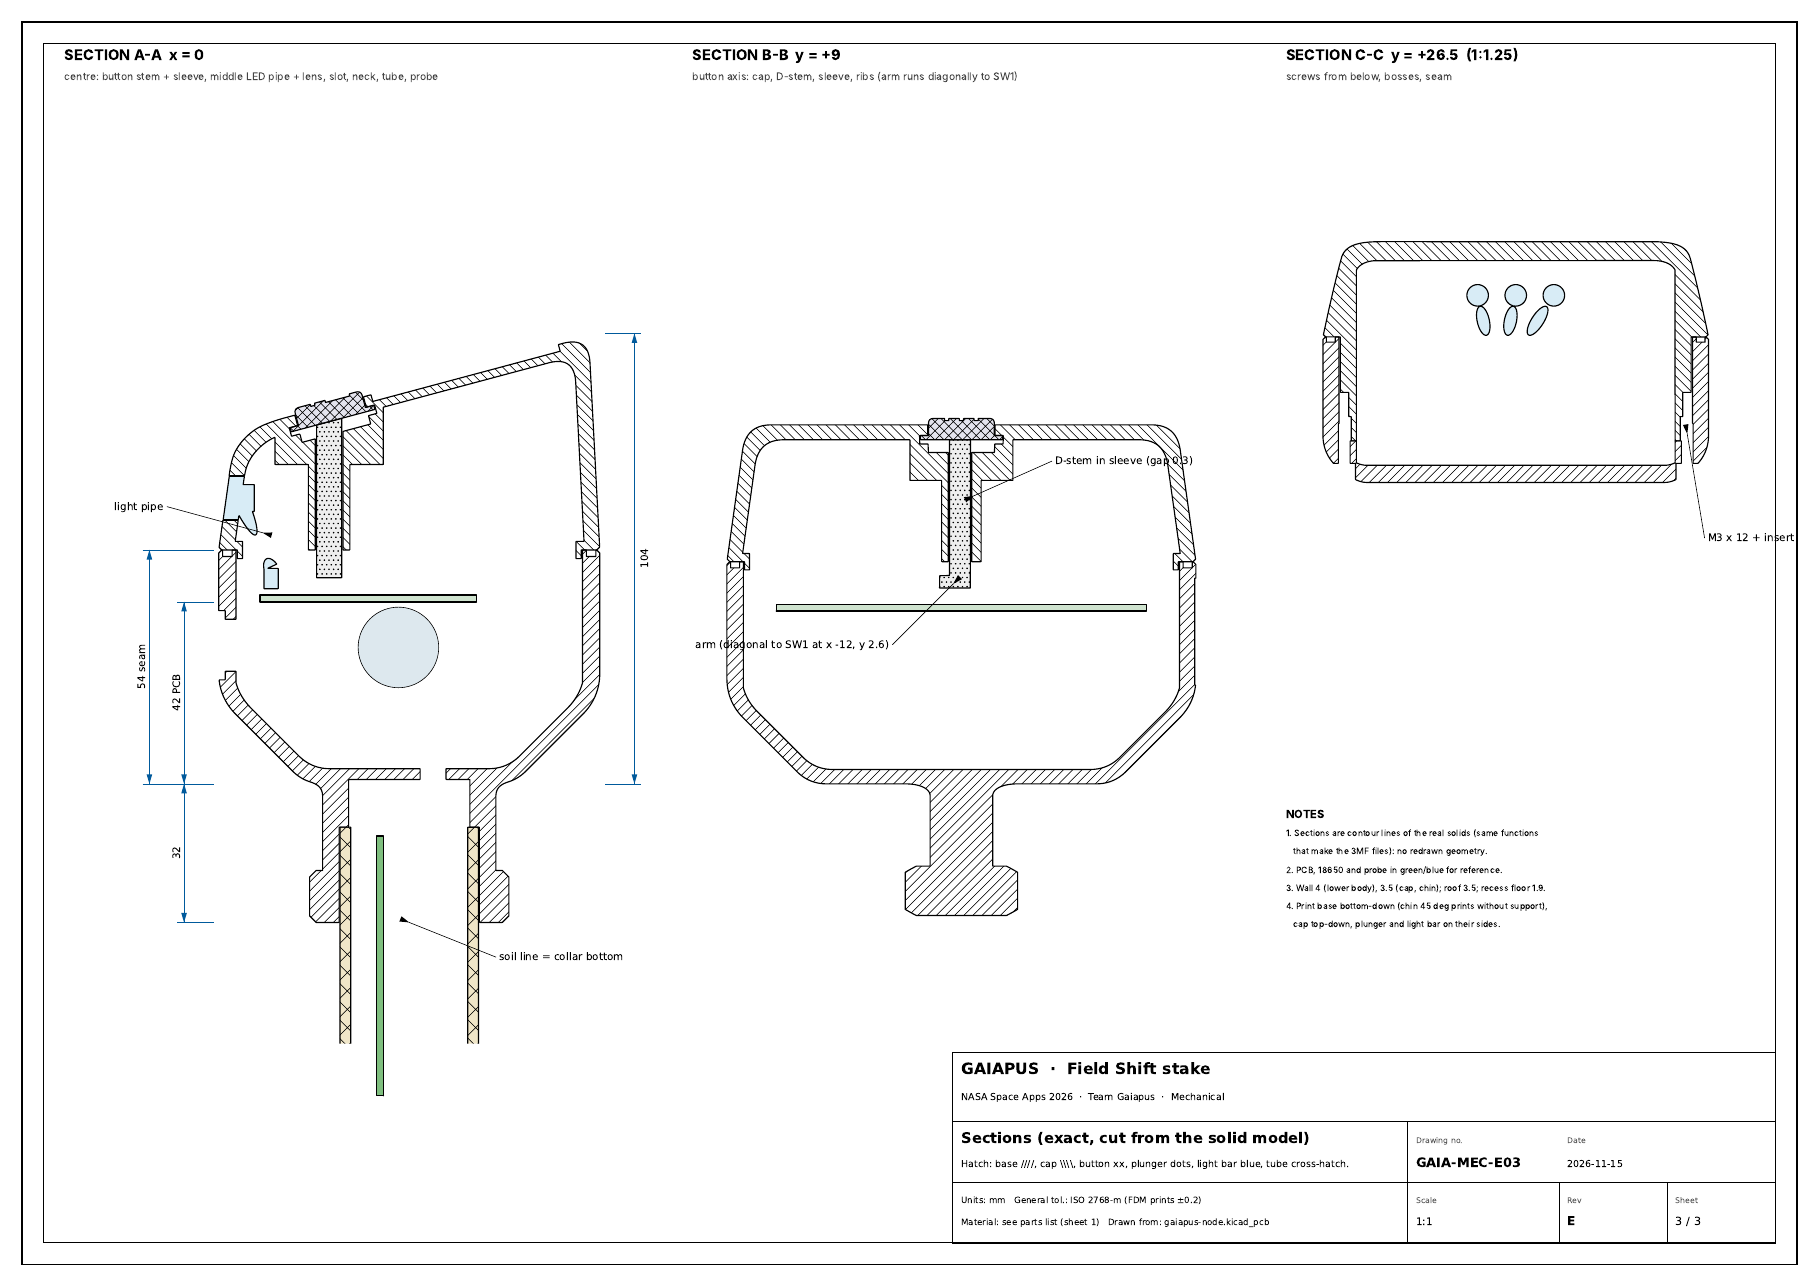 SECTION A-A x = 0
centre: button stem + sleeve, middle LED pipe + lens, slot, neck, tube, probe
SECTION B-B y = +9
button axis: cap, D-stem, sleeve, ribs (arm runs diagonally to SW1)
SECTION C-C y = +26.5 (1:1.25)
screws from below, bosses, seam
light pipe
54 seam
42 PCB
32
104
soil line = collar bottom
D-stem in sleeve (gap 0.3)
arm (diagonal to SW1 at x -12, y 2.6)
M3 x 12 + insert
NOTES
1. Sections are contour lines of the real solids (same functions
that make the 3MF files): no redrawn geometry.
2. PCB, 18650 and probe in green/blue for reference.
3. Wall 4 (lower body), 3.5 (cap, chin); roof 3.5; recess floor 1.9.
4. Print base bottom-down (chin 45 deg prints without support),
cap top-down, plunger and light bar on their sides.
GAIAPUS · Field Shift stake
NASA Space Apps 2026 · Team Gaiapus · Mechanical
Sections (exact, cut from the solid model)
Hatch: base ////, cap \\\\, button xx, plunger dots, light bar blue, tube cross-hatch.
Drawing no.
GAIA-MEC-E03
Date
2026-11-15
Units: mm General tol.: ISO 2768-m (FDM prints ±0.2)
Material: see parts list (sheet 1) Drawn from: gaiapus-node.kicad_pcb
Scale
1:1
Rev
E
Sheet
3 / 3